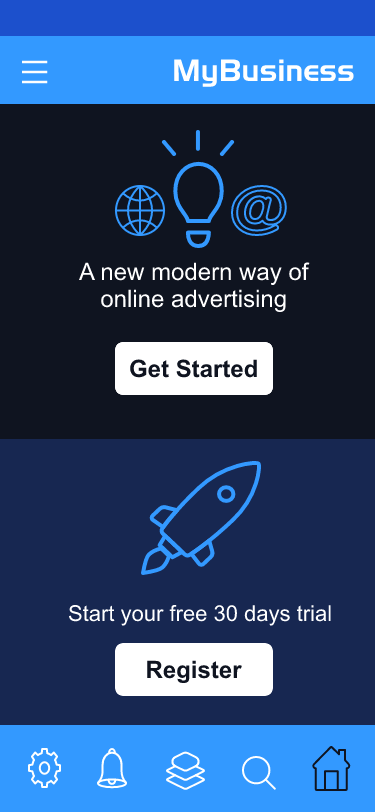 MyBusiness
A new modern way of
online advertising
Get Started
Start your free 30 days trial
Register